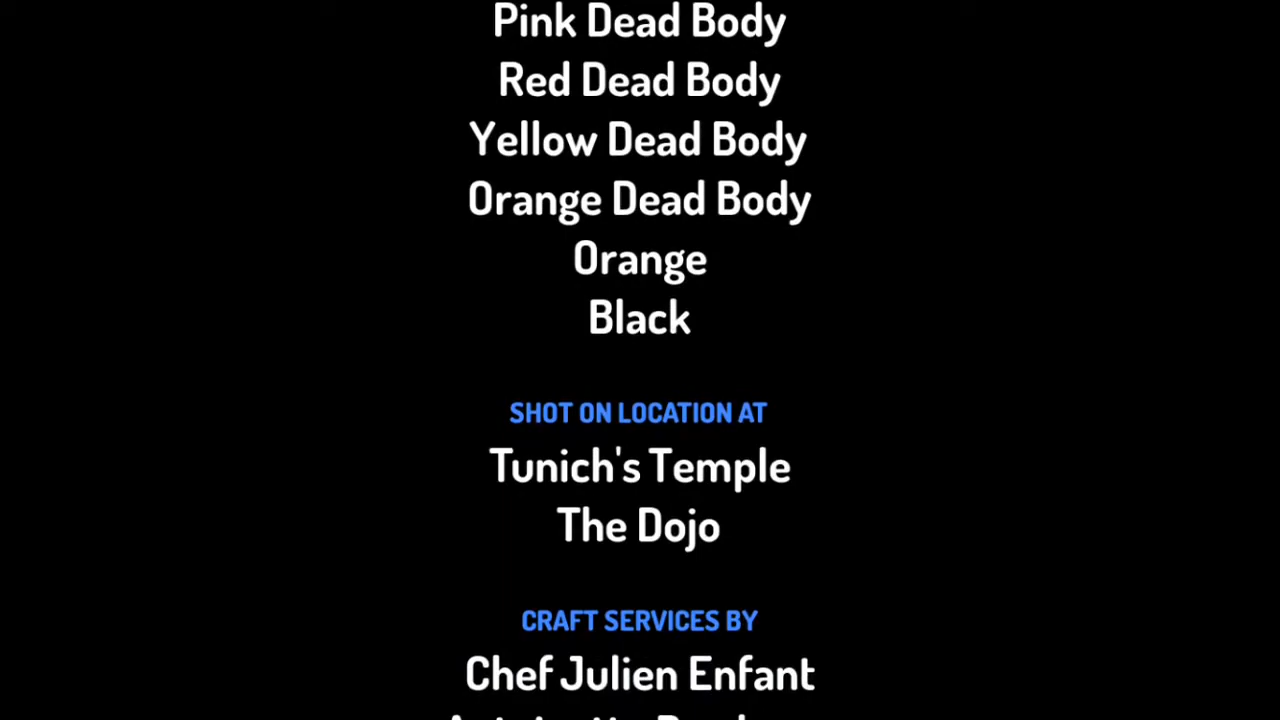 Pink Dead Body
Red Dead Body
Yellow Dead Body
Orange Dead Body
Orange
Black
SHOT ON LOCATION AT
Tunich's Temple
The Dojo
CRAFT SERVICES BY
Chef Julien Enfant